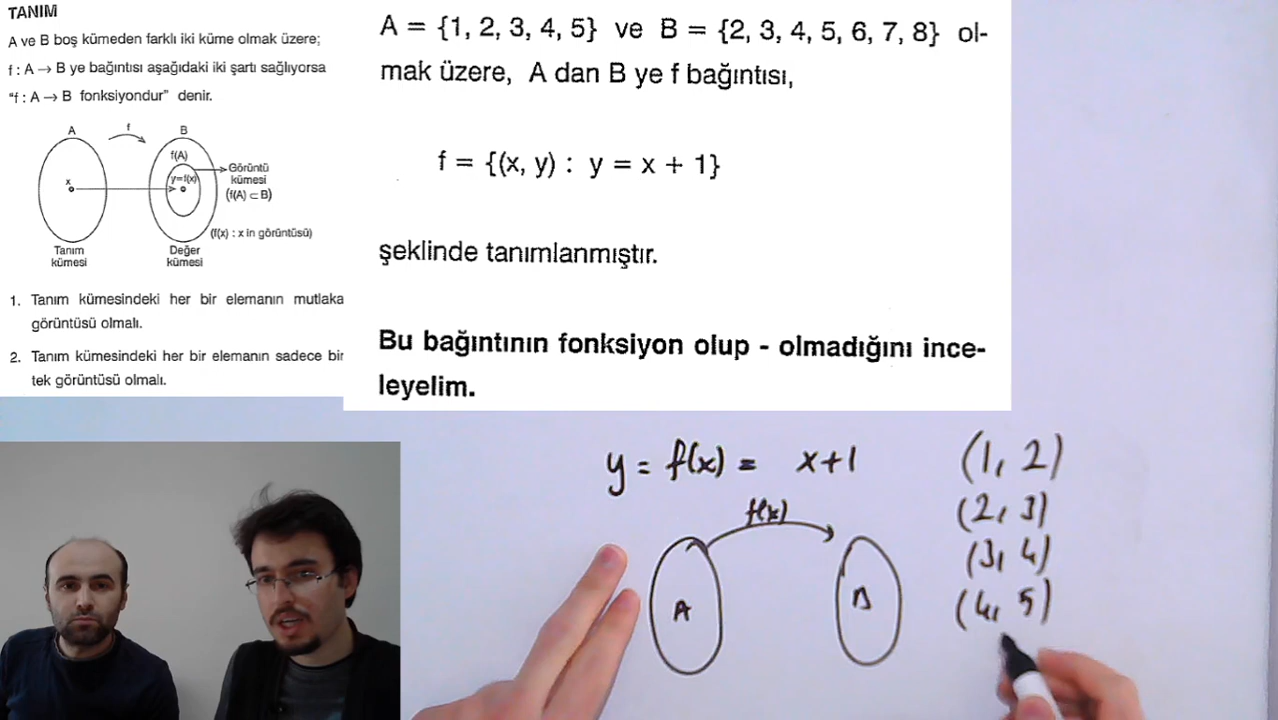 TANIM
A ve B boş kümeden farklı iki küme olmak üzere;
f : A → B ye bağıntısı aşağıdaki iki şartı sağlıyorsa
“f : A → B fonksiyondur” denir.
A
f
B
f(A)
Görüntü
kümesi
(f(A) ⊂ B)
x
y=f(x)
(f(x) : x in görüntüsü)
Tanım
kümesi
Değer
kümesi
1. Tanım kümesindeki her bir elemanın mutlaka
görüntüsü olmalı.
2. Tanım kümesindeki her bir elemanın sadece bir
tek görüntüsü olmalı.
A = {1, 2, 3, 4, 5} ve B = {2, 3, 4, 5, 6, 7, 8} ol-
mak üzere, A dan B ye f bağıntısı,
f = {(x, y) : y = x + 1}
şeklinde tanımlanmıştır.
Bu bağıntının fonksiyon olup - olmadığını ince-
leyelim.
y = f(x) = x+1
f(x)
A
B
(1, 2)
(2, 3)
(3, 4)
(4, 5)